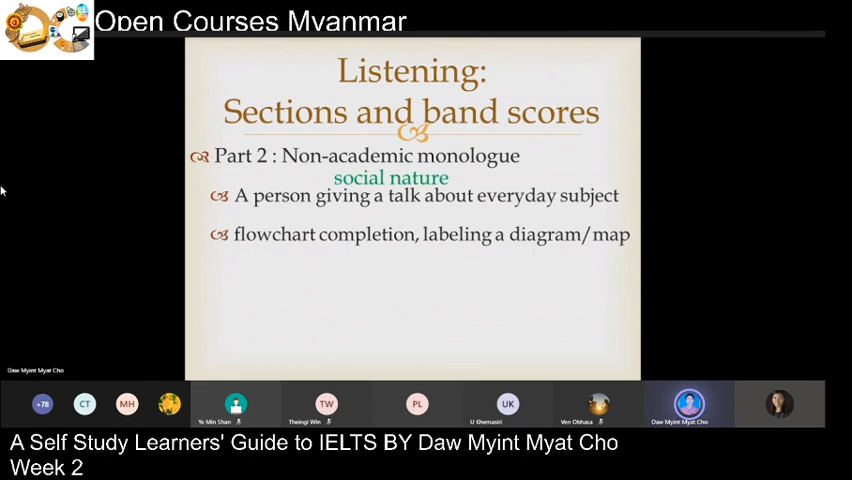 Open Courses Myanmar
Listening:
Sections and band scores
Part 2 : Non-academic monologue
social nature
A person giving a talk about everyday subject
flowchart completion, labeling a diagram/map
Daw Myint Myat Cho
+78
CT
MH
TW
PL
UK
Ye Min Shan
Theingi Win
U Khemasiri
Ven Obhasa
Daw Myint Myat Cho
A Self Study Learners' Guide to IELTS BY Daw Myint Myat Cho
Week 2